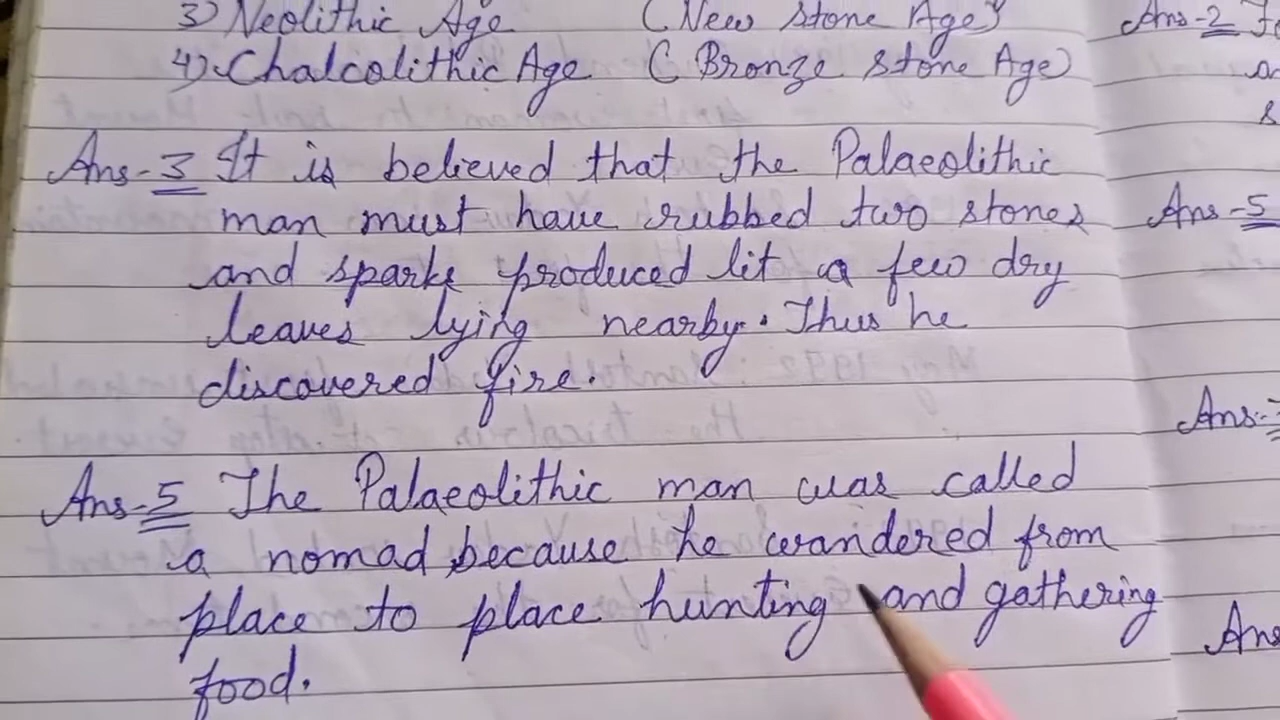 3) Neolithic Age (New Stone Age)
4) Chalcolithic Age (Bronze Stone Age)
Ans-3 It is believed that the Palaeolithic
man must have rubbed two stones
and sparks produced lit a few dry
leaves lying nearby. Thus he
discovered fire.
Ans-5 The Palaeolithic man was called
a nomad because he wandered from
place to place hunting and gathering
food.
Ans-2
Ans-5
Ans-
Ans